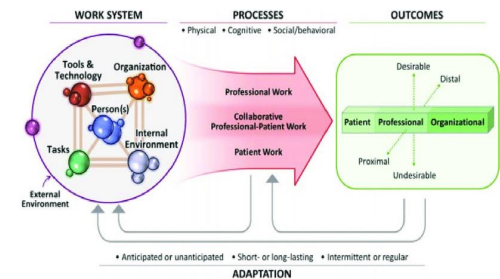 WORK SYSTEM
PROCESSES
• Physical • Cognitive • Social/behavioral
OUTCOMES
Tools &
Technology
Organization
Person(s)
Internal
Environment
Tasks
External
Environment
Professional Work
Collaborative
Professional-Patient Work
Patient Work
Desirable
Distal
Patient Professional Organizational
Proximal
Undesirable
• Anticipated or unanticipated • Short- or long-lasting • Intermittent or regular
ADAPTATION